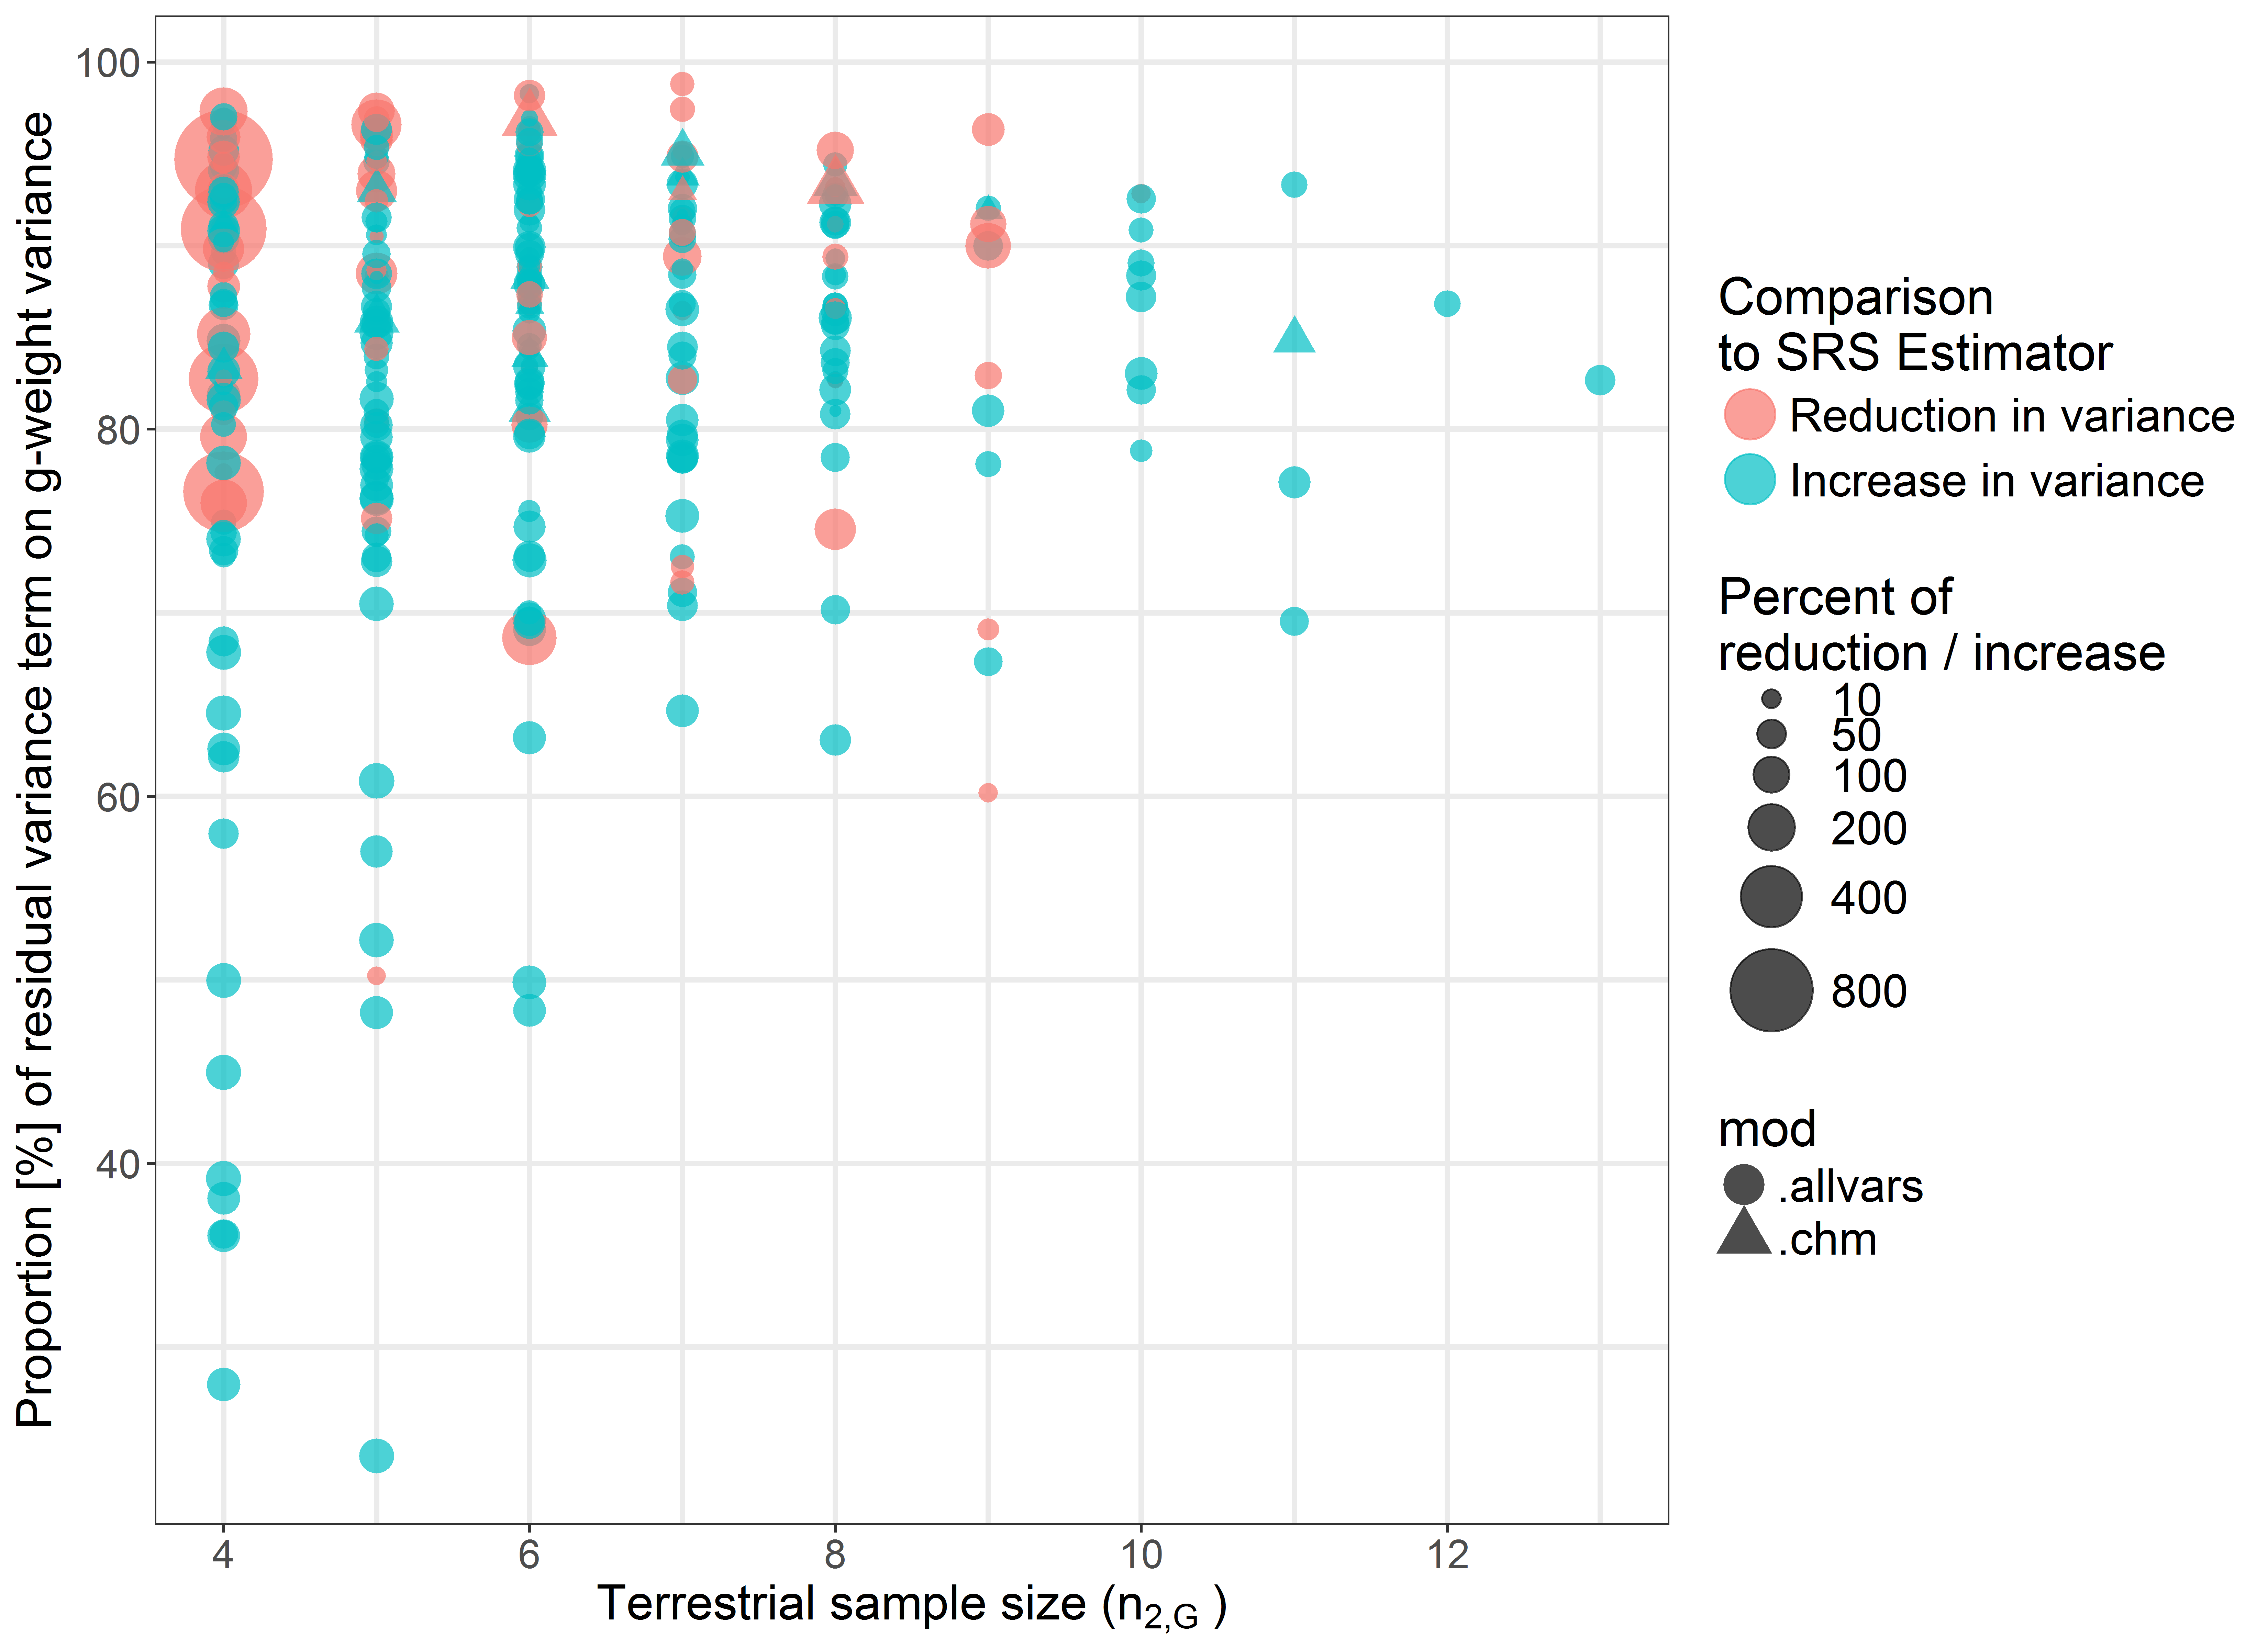 Proportion [%] of residual variance term on g-weight variance
100
80
60
40
4 6 8 10 12
Terrestrial sample size (n2,G )
Comparison
to SRS Estimator
Reduction in variance
Increase in variance
Percent of
reduction / increase
10
50
100
200
400
800
mod
.allvars
.chm